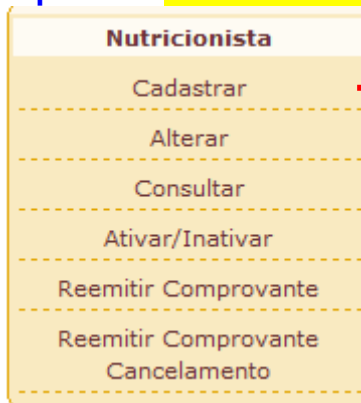 Nutricionista
Cadastrar
Alterar
Consultar
Ativar/Inativar
Reemitir Comprovante
Reemitir Comprovante
Cancelamento